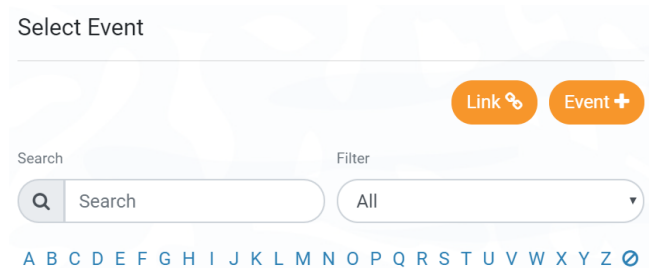 Select Event
Link Event
Search Filter
Search All
A B C D E F G H I J K L M N O P Q R S T U V W X Y Z